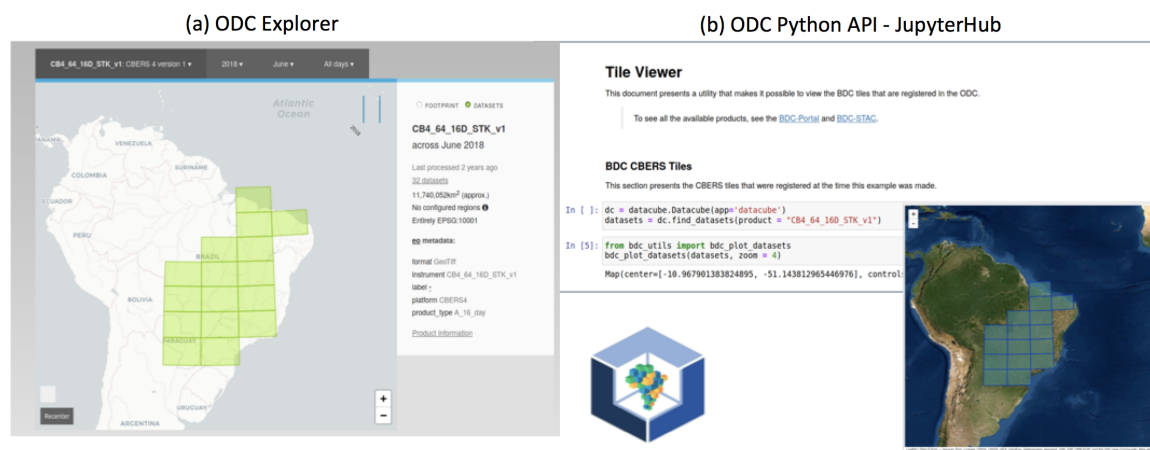 (a) ODC Explorer
CB4_64_16D_STK_v1: CBERS 4 version 1 ▾ 2018 ▾ June ▾ All days ▾
Atlantic
Ocean
2018
PANAMA
VENEZUELA
SURINAME
COLOMBIA
ECUADOR
PERU
BRAZIL
BOLIVIA
PARAGUAY
URUGUAY
ARGENTINA
Recenter
+
−
FOOTPRINT DATASETS
CB4_64_16D_STK_v1
across June 2018
Last processed 2 years ago
32 datasets
11,740,052km² (approx.)
No configured regions
Entirely EPSG:10001
eo metadata:
format GeoTiff
instrument CB4_64_16D_STK_v1
label -
platform CBERS4
product_type A_16_day
Product information
(b) ODC Python API - JupyterHub
Tile Viewer
This document presents a utility that makes it possible to view the BDC tiles that are registered in the ODC.
To see all the available products, see the BDC-Portal and BDC-STAC.
BDC CBERS Tiles
This section presents the CBERS tiles that were registered at the time this example was made.
In [ ]: dc = datacube.Datacube(app='datacube')
datasets = dc.find_datasets(product = "CB4_64_16D_STK_v1")
In [5]: from bdc_utils import bdc_plot_datasets
bdc_plot_datasets(datasets, zoom = 4)
Map(center=[-10.967901383824895, -51.143812965446976], control
+
−